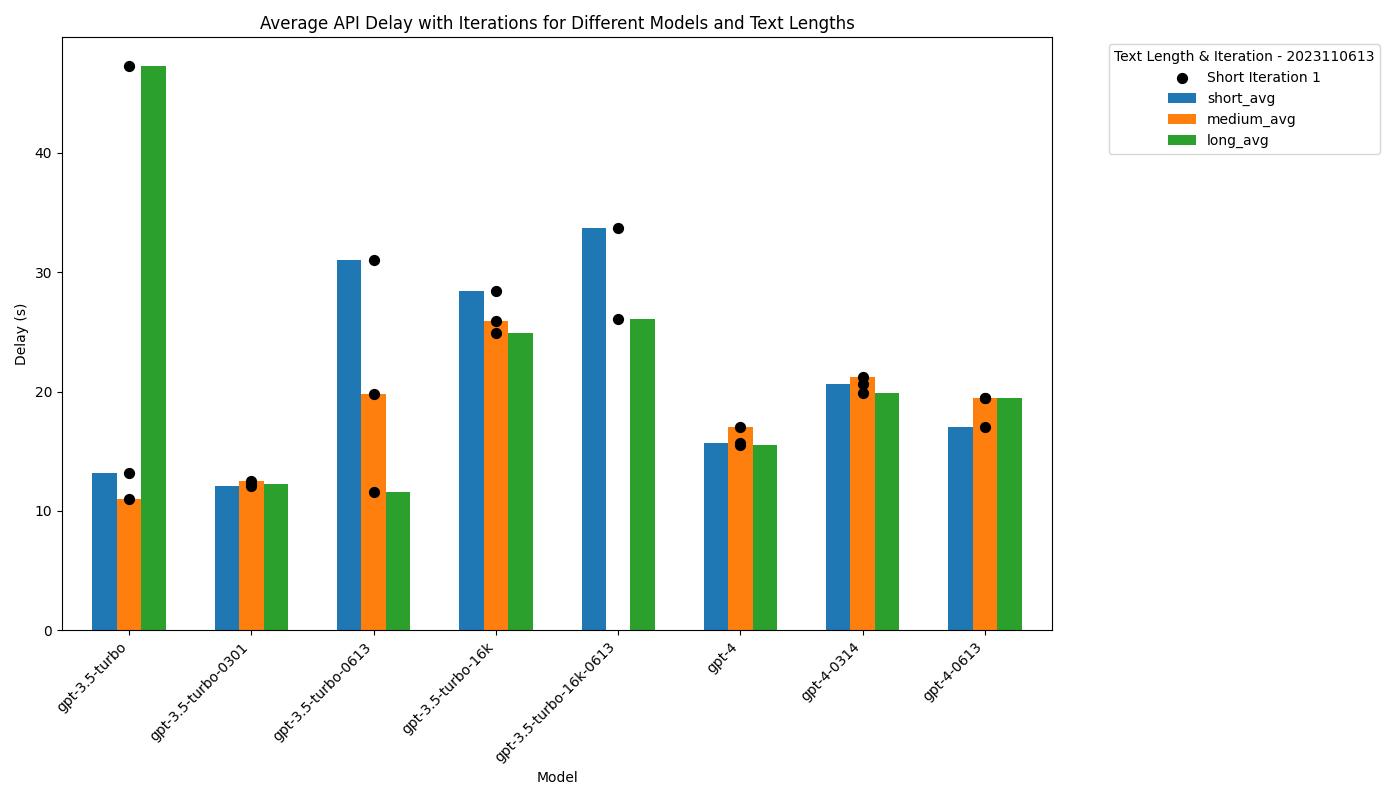 Average API Delay with Iterations for Different Models and Text Lengths
Text Length & Iteration - 2023110613
Short Iteration 1
short_avg
medium_avg
long_avg
Delay (s)
40
30
20
10
0
gpt-3.5-turbo
gpt-3.5-turbo-0301
gpt-3.5-turbo-0613
gpt-3.5-turbo-16k
gpt-3.5-turbo-16k-0613
gpt-4
gpt-4-0314
gpt-4-0613
Model